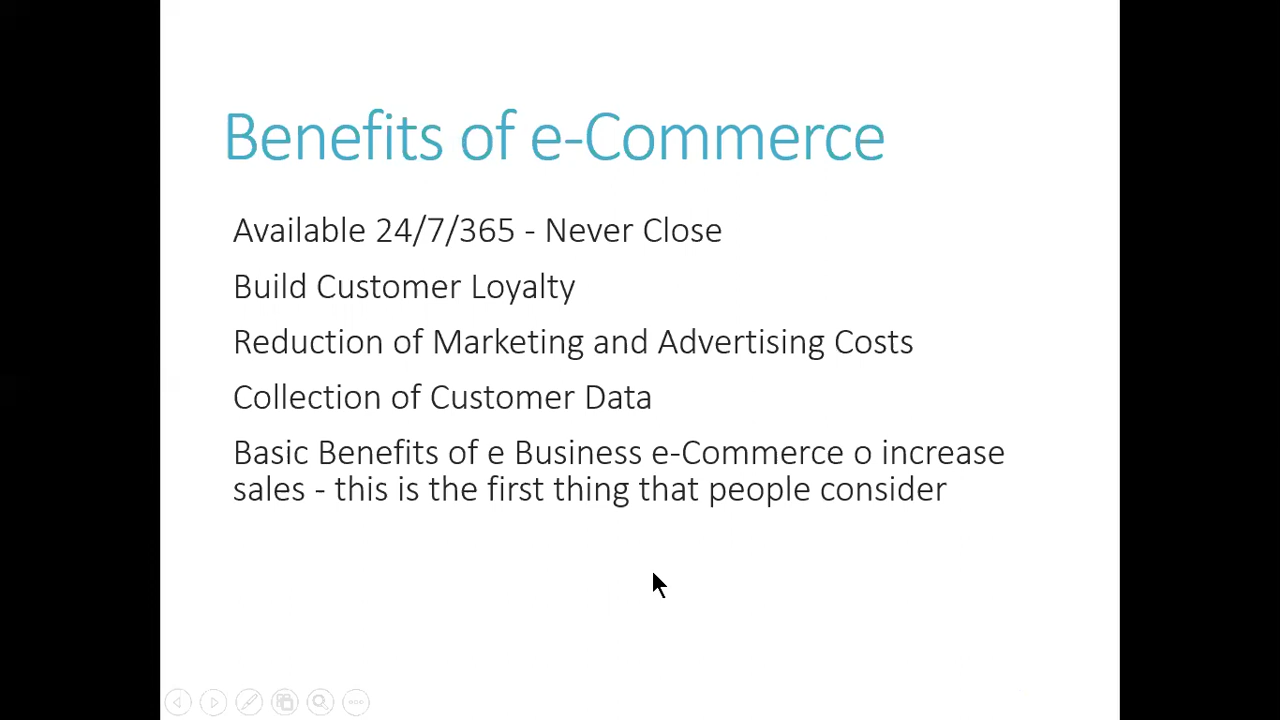 Benefits of e-Commerce
Available 24/7/365 - Never Close
Build Customer Loyalty
Reduction of Marketing and Advertising Costs
Collection of Customer Data
Basic Benefits of e Business e-Commerce o increase
sales - this is the first thing that people consider